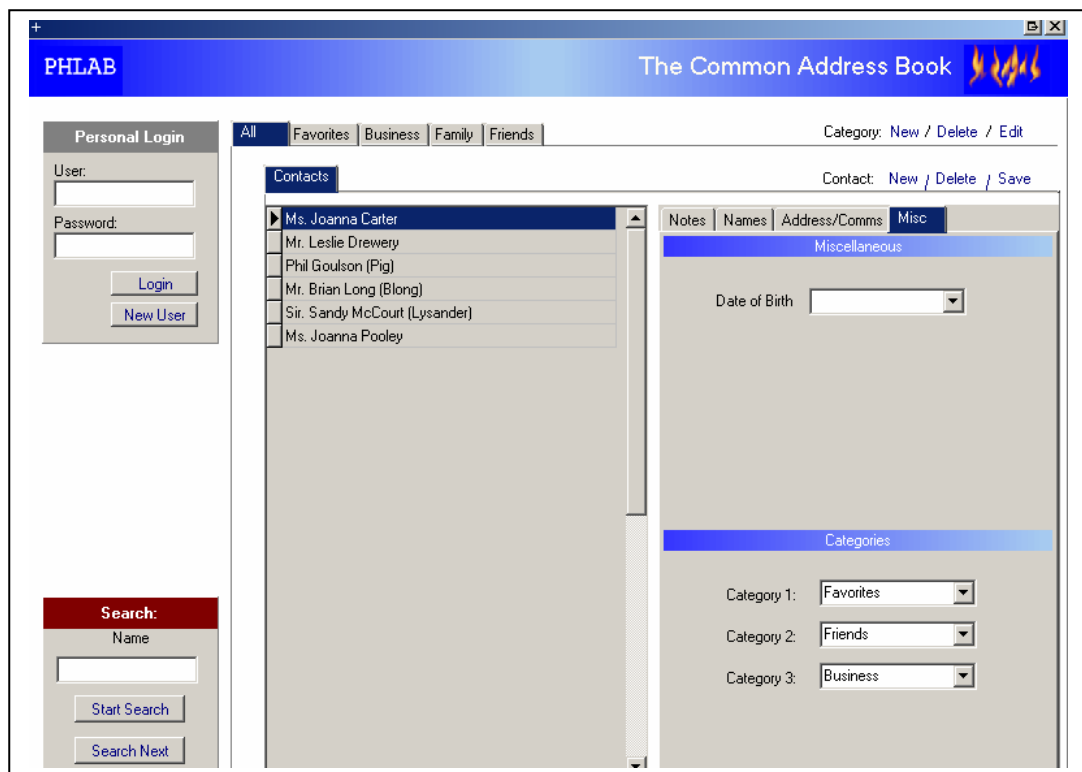 PHLAB
The Common Address Book
Personal Login
User:
Password:
Login
New User
All Favorites Business Family Friends
Category: New / Delete / Edit
Contacts
Contact: New / Delete / Save
Ms. Joanna Carter
Mr. Leslie Drewery
Phil Goulson (Pig)
Mr. Brian Long (Blong)
Sir. Sandy McCourt (Lysander)
Ms. Joanna Pooley
Notes Names Address/Comms Misc
Miscellaneous
Date of Birth
Categories
Category 1: Favorites
Category 2: Friends
Category 3: Business
Search:
Name
Start Search
Search Next